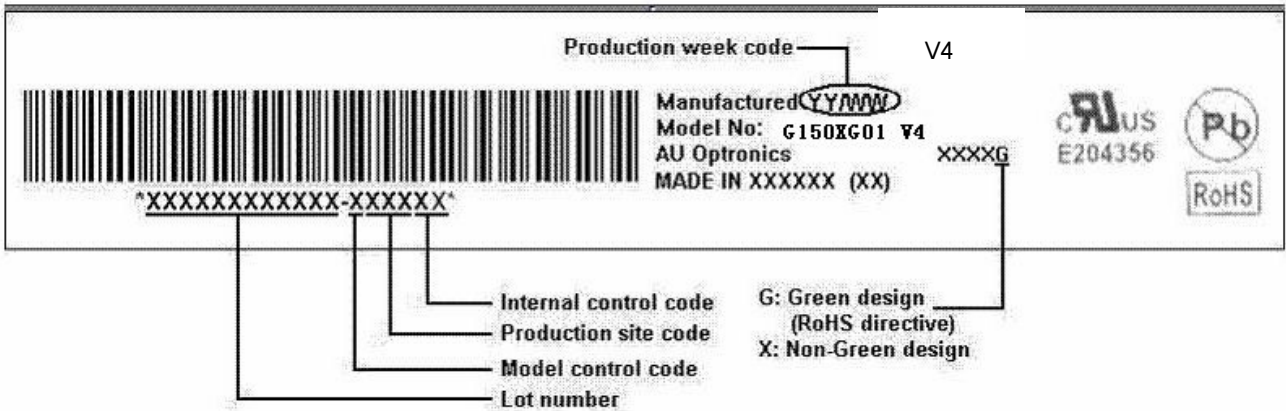 Production week code
V4
Manufactured YY/WW
Model No: G150XG01 V4
AU Optronics XXXXG
MADE IN XXXXXX (XX)
*XXXXXXXXXXXX-XXXXXX*
c RU US
E204356
Pb
RoHS
Internal control code
Production site code
Model control code
Lot number
G: Green design
(RoHS directive)
X: Non-Green design